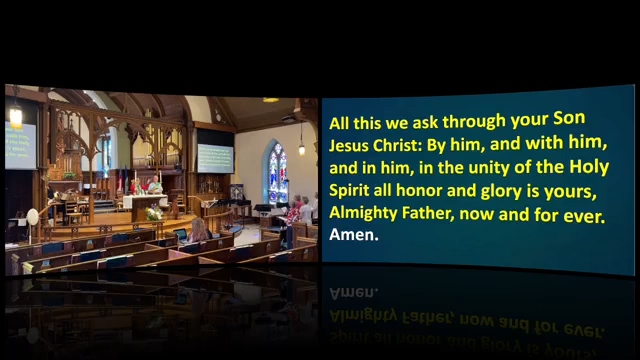 All this we ask through your Son
Jesus Christ: By him, and with him,
and in him, in the unity of the Holy
Spirit all honor and glory is yours,
Almighty Father, now and for ever.
Amen.